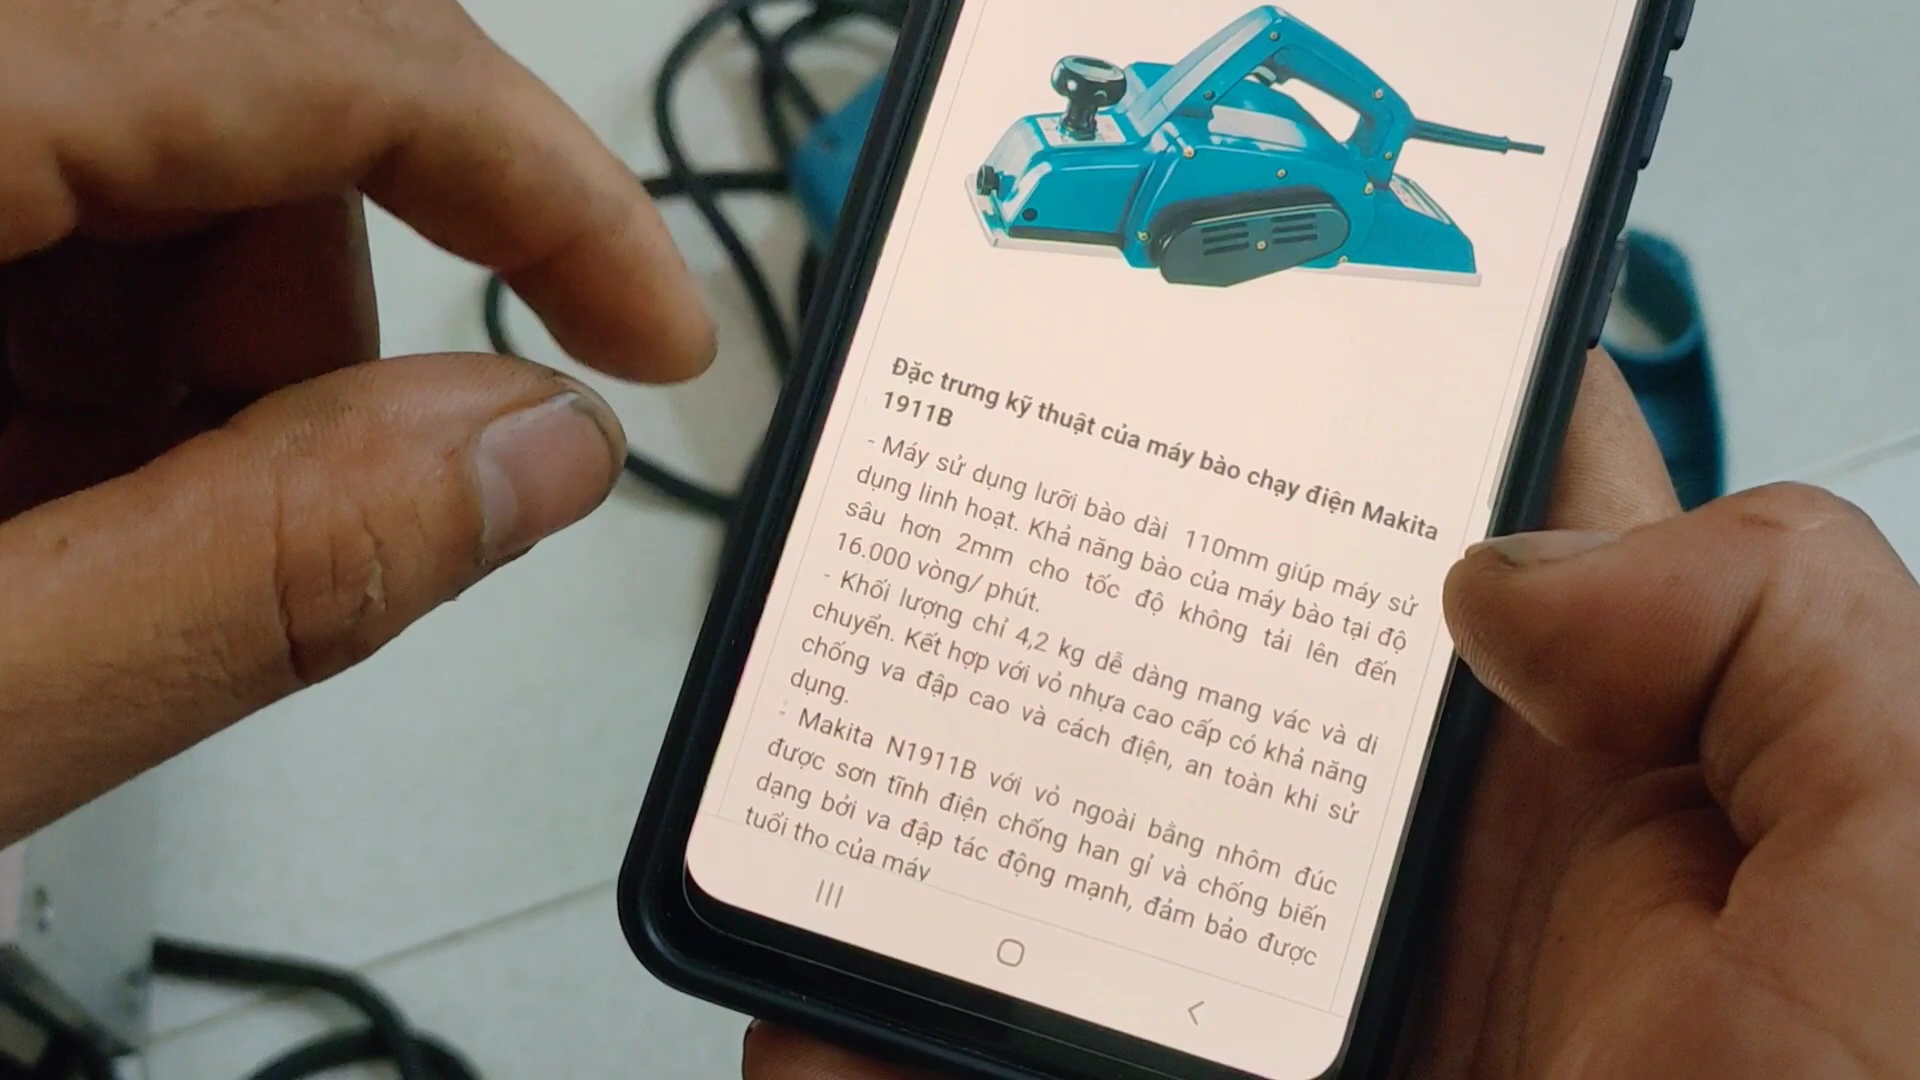 Đặc trưng kỹ thuật của máy bào chạy điện Makita
1911B
- Máy sử dụng lưỡi bào dài 110mm giúp máy sử
dụng linh hoạt. Khả năng bào của máy bào tại độ
sâu hơn 2mm cho tốc độ không tải lên đến
16.000 vòng/ phút.
- Khối lượng chỉ 4,2 kg dễ dàng mang vác và di
chuyển. Kết hợp với vỏ nhựa cao cấp có khả năng
chống va đập cao và cách điện, an toàn khi sử
dụng.
- Makita N1911B với vỏ ngoài bằng nhôm đúc
được sơn tĩnh điện chống han gỉ và chống biến
dạng bởi va đập tác động mạnh, đảm bảo được
tuổi thọ của máy